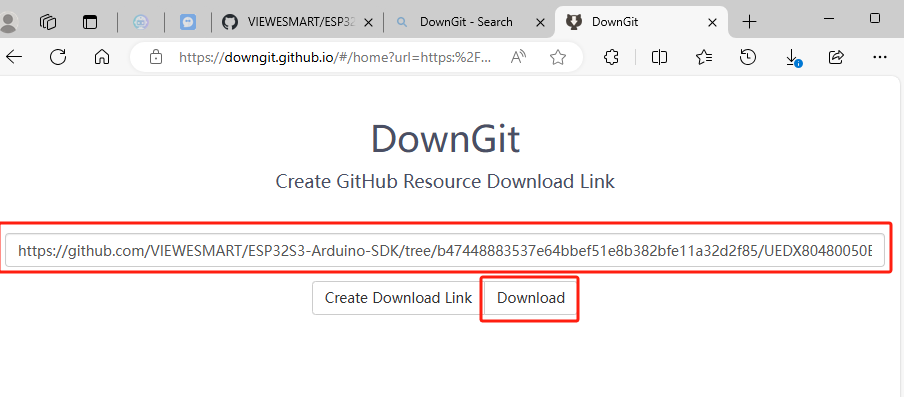 VIEWESMART/ESP32
DownGit - Search
DownGit
https://downgit.github.io/#/home?url=https:%2F...
DownGit
Create GitHub Resource Download Link
https://github.com/VIEWESMART/ESP32S3-Arduino-SDK/tree/b47448883537e64bbef51e8b382bfe11a32d2f85/UEDX80480050E
Create Download Link
Download